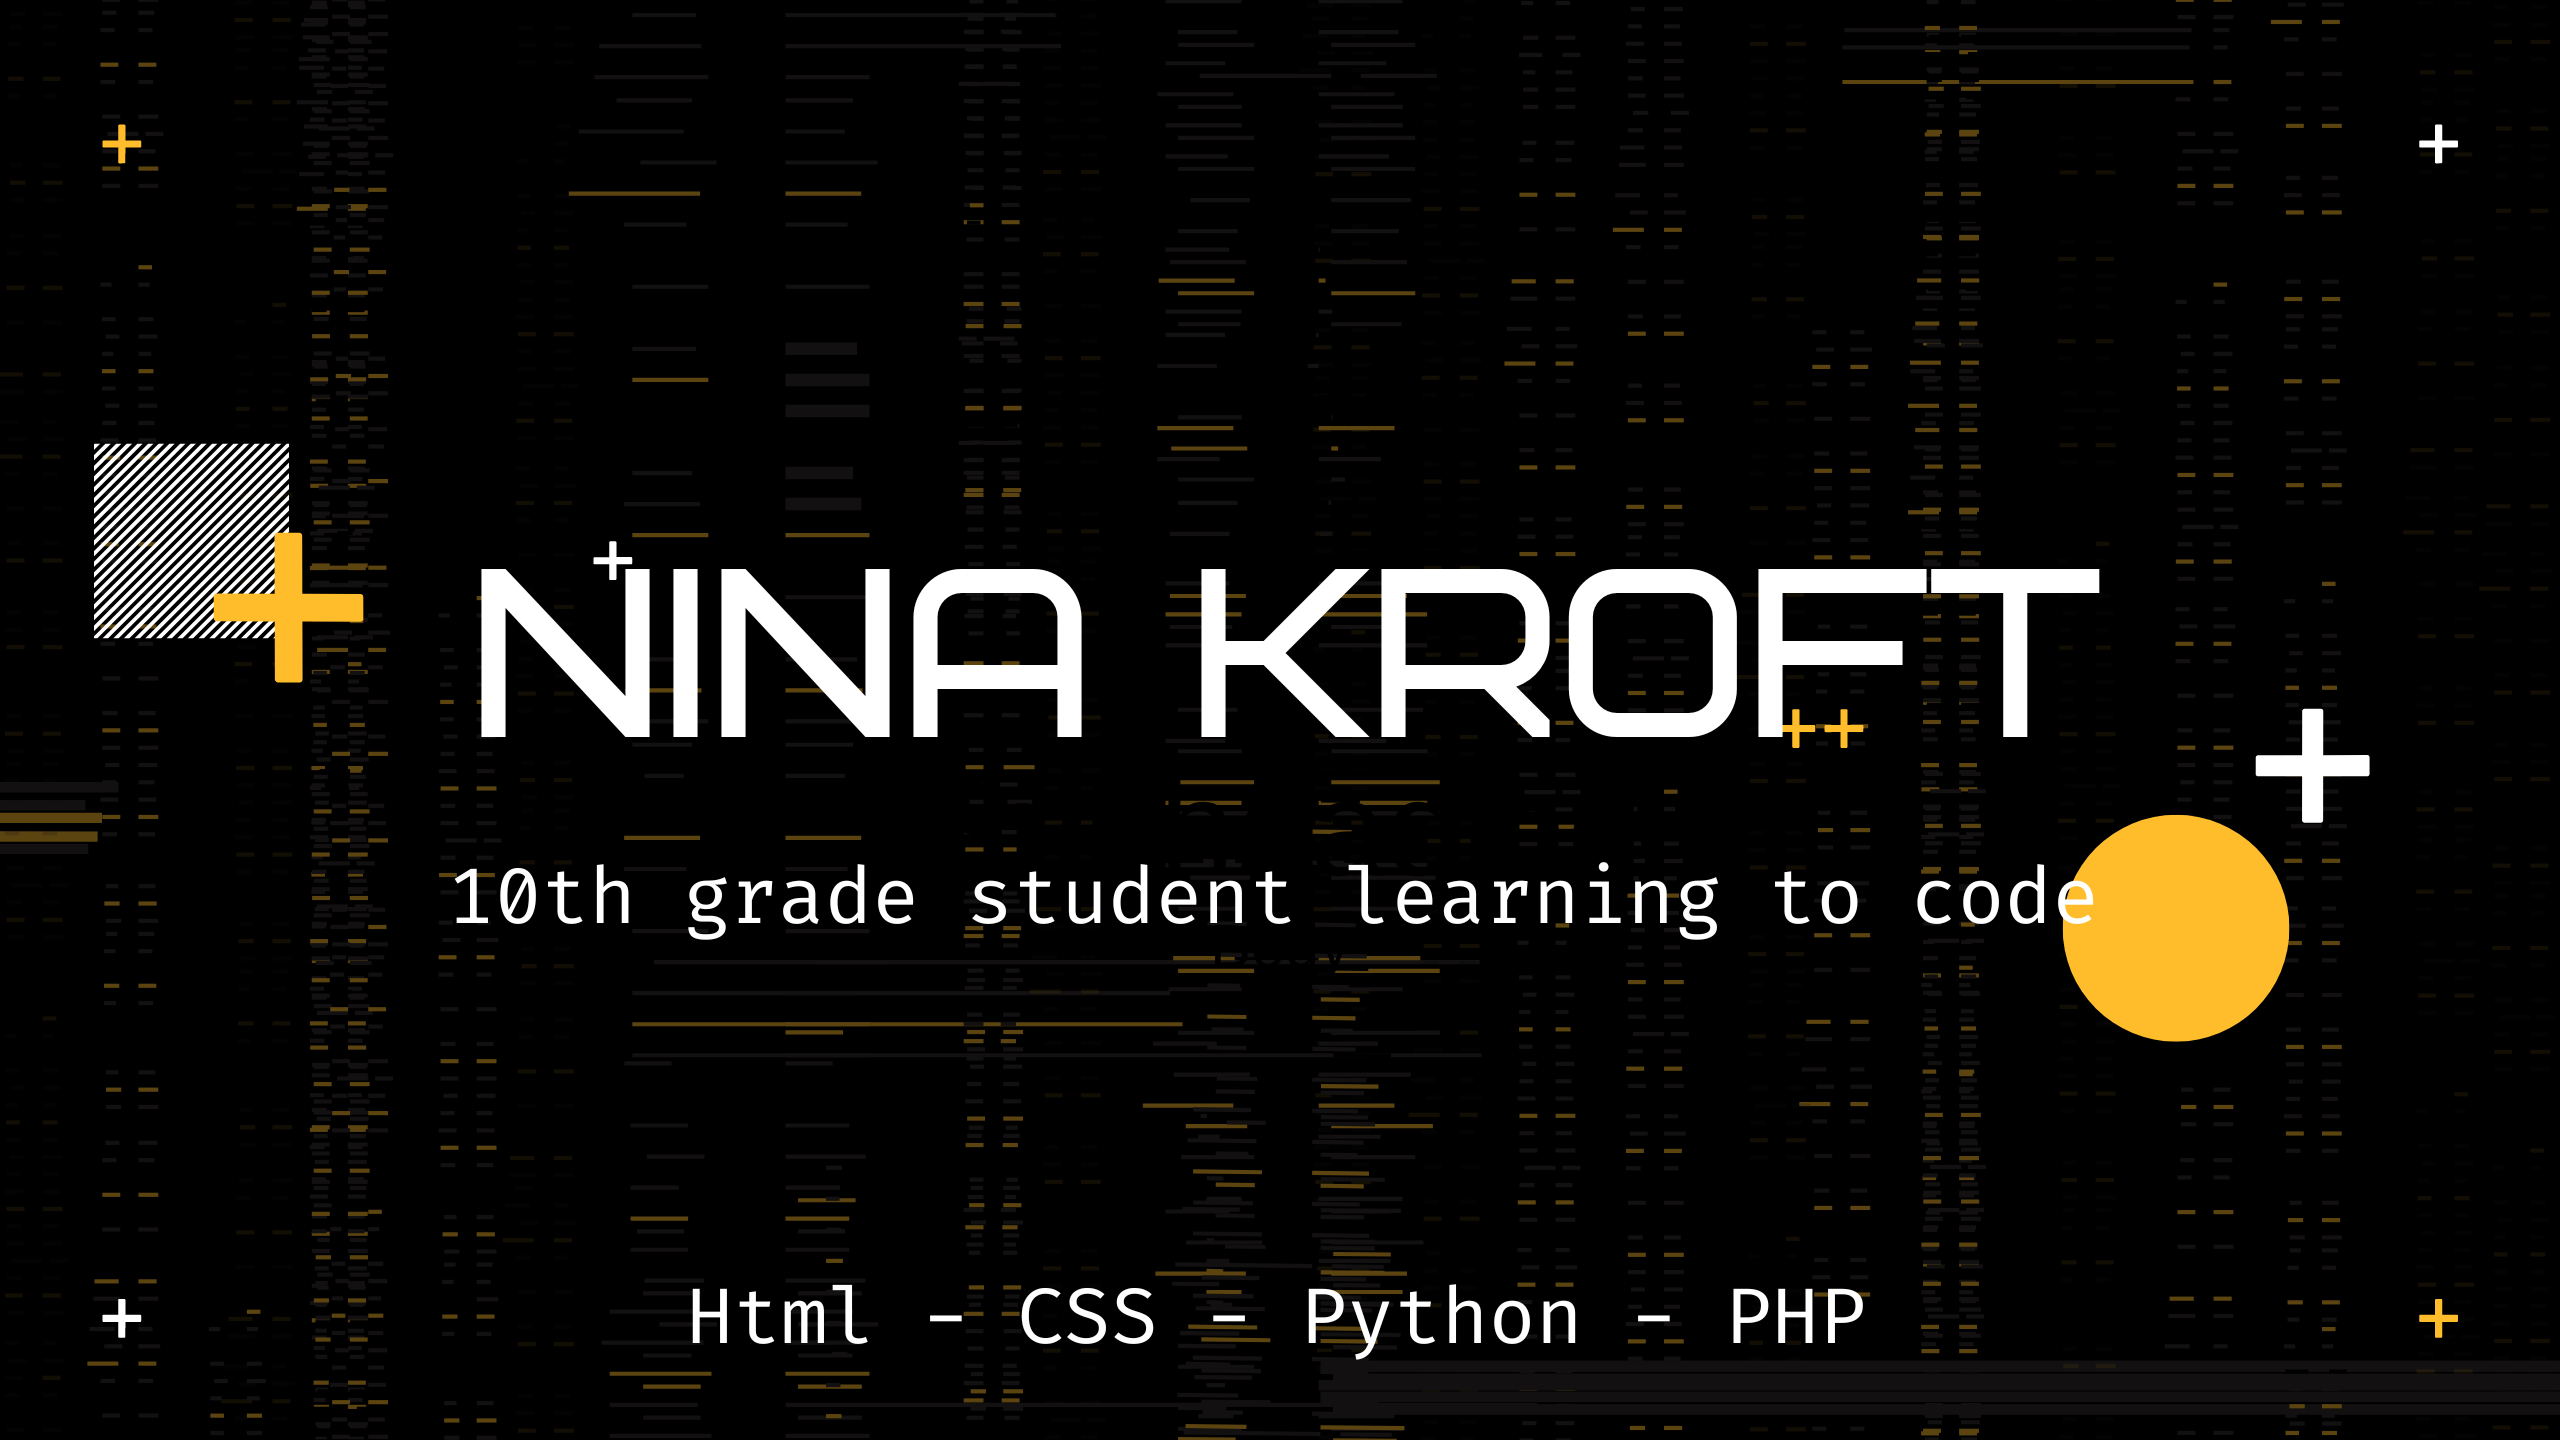 NINA KROFT
10th grade student learning to code
Html - CSS - Python - PHP